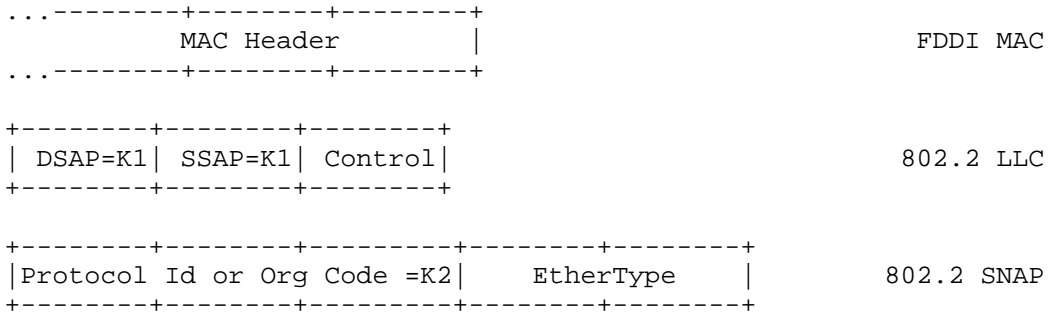 ...--------+--------+--------+
MAC Header | FDDI MAC
...--------+--------+--------+
+--------+--------+--------+
| DSAP=K1| SSAP=K1| Control| 802.2 LLC
+--------+--------+--------+
+--------+--------+---------+--------+--------+
|Protocol Id or Org Code =K2| EtherType | 802.2 SNAP
+--------+--------+---------+--------+--------+